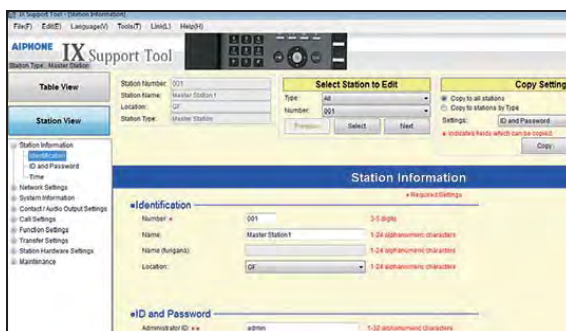 IX Support Tool - [Station Information]
File(F) Edit(E) Language(V) Tools(T) Link(L) Help(H)
AIPHONE IX Support Tool
Station Type: Master Station
Table View
Station View
Station Information
Identification
ID and Password
Time
Network Settings
System Information
Contact / Audio Output Settings
Call Settings
Function Settings
Transfer Settings
Station Hardware Settings
Maintenance
Station Number: 001
Station Name: Master Station1
Location: GF
Station Type: Master Station
Select Station to Edit
Type: All
Number: 001
Previous Select Next
Copy Setting
Copy to all stations
Copy to stations by Type
Settings: ID and Password
Indicates fields which can be copied.
Copy
Station Information
Required Settings
Identification
Number: 001 3-5 digits
Name: Master Station1 1-24 alphanumeric characters
Name (furigana): 1-24 alphanumeric characters
Location: GF 1-24 alphanumeric characters
ID and Password
Administrator ID: admin 1-32 alphanumeric characters